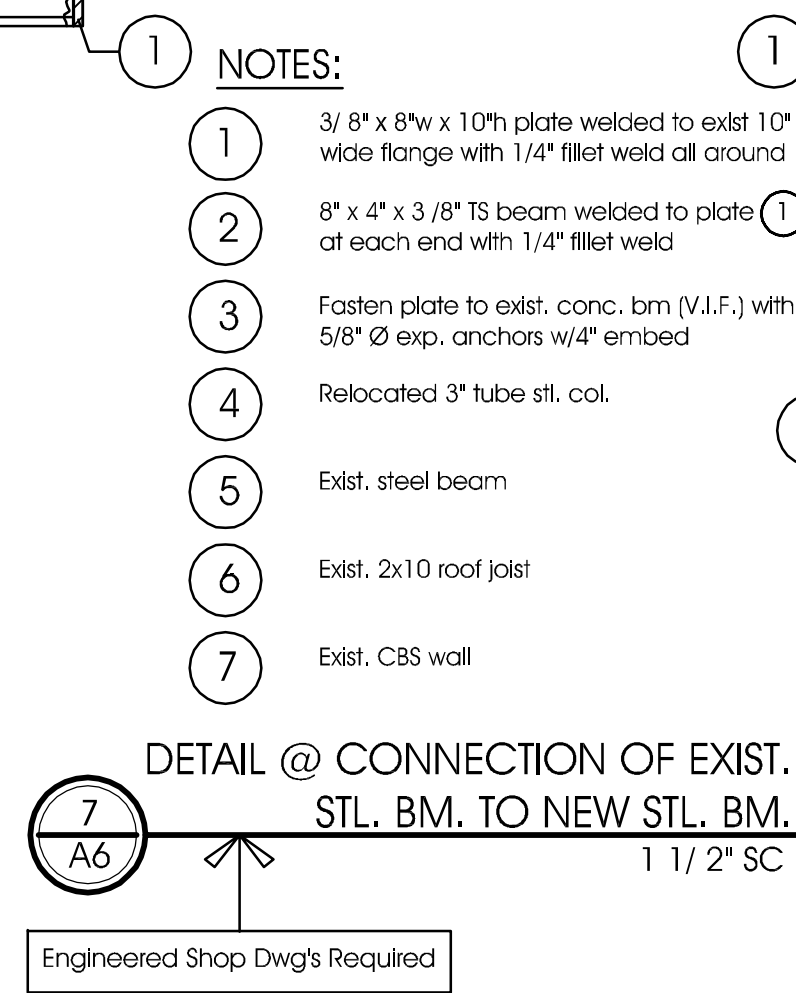 1
NOTES:
1
1
3/ 8" x 8"w x 10"h plate welded to exist 10"
wide flange with 1/4" fillet weld all around
2
8" x 4" x 3 /8" TS beam welded to plate 1
at each end with 1/4" fillet weld
3
Fasten plate to exist. conc. bm (V.I.F.) with
5/8" Ø exp. anchors w/4" embed
4
Relocated 3" tube stl. col.
5
Exist. steel beam
6
Exist. 2x10 roof joist
7
Exist. CBS wall
DETAIL @ CONNECTION OF EXIST.
STL. BM. TO NEW STL. BM.
7
A6
1 1/ 2" SC
Engineered Shop Dwg's Required